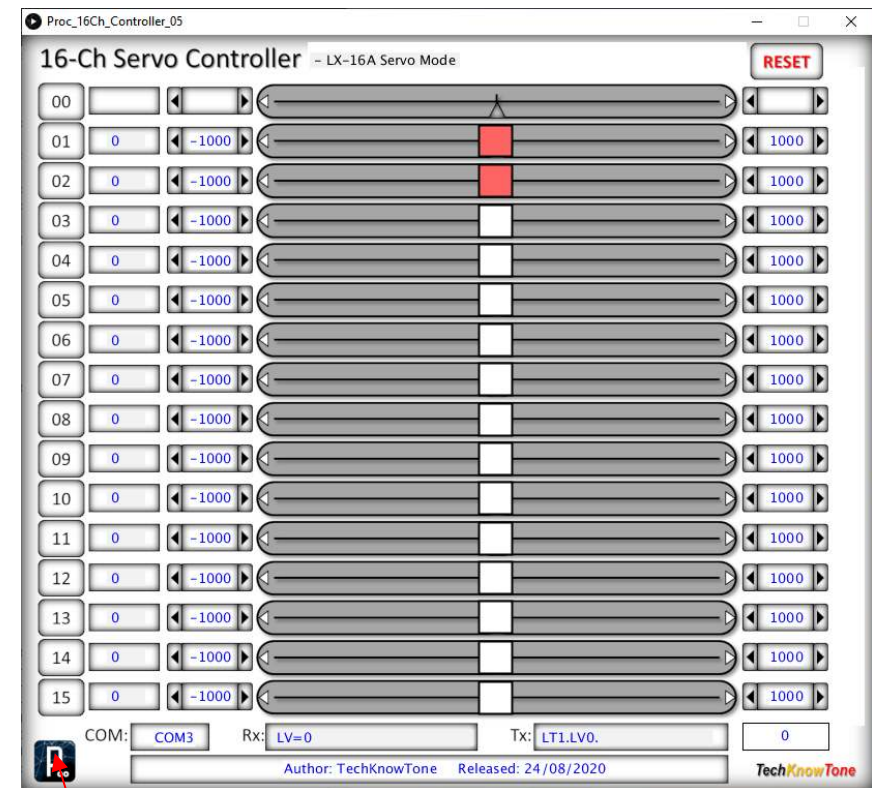 Proc_16Ch_Controller_05
16-Ch Servo Controller - LX-16A Servo Mode RESET
00
01 0 -1000 1000
02 0 -1000 1000
03 0 -1000 1000
04 0 -1000 1000
05 0 -1000 1000
06 0 -1000 1000
07 0 -1000 1000
08 0 -1000 1000
09 0 -1000 1000
10 0 -1000 1000
11 0 -1000 1000
12 0 -1000 1000
13 0 -1000 1000
14 0 -1000 1000
15 0 -1000 1000
COM: COM3 Rx: LV=0 Tx: LT1.LV0. 0
Author: TechKnowTone Released: 24/08/2020 TechKnowTone